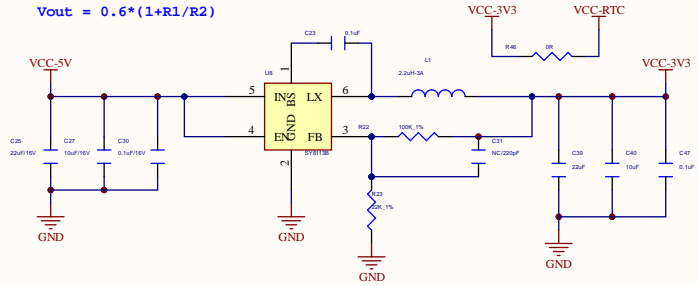 Vout = 0.6*(1+R1/R2)
VCC-3V3
VCC-RTC
R46
0R
C23
0.1uF
VCC-5V
L1
2.2uH-3A
VCC-3V3
U8
1
5
IN
BS
LX
6
4
EN
GND
FB
3
2
SY8113B
R22
100K_1%
C31
NC/220pF
R23
22K_1%
C25
22uF/16V
C27
10uF/16V
C30
0.1uF/16V
C39
22uF
C40
10uF
C47
0.1uF
GND
GND
GND
GND